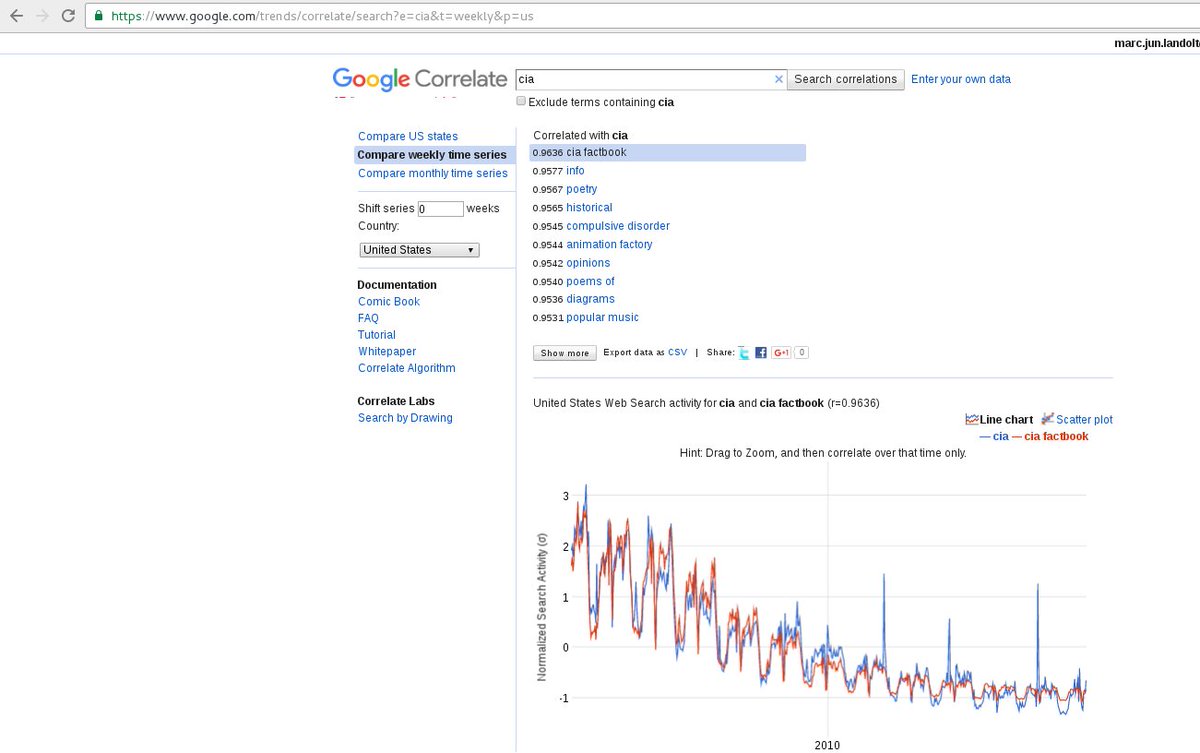 https://www.google.com/trends/correlate/search?e=cia&t=weekly&p=us
marc.jun.landolt
Google Correlate
cia
Search correlations
Enter your own data
Exclude terms containing cia
Compare US states
Compare weekly time series
Compare monthly time series
Shift series 0 weeks
Country:
United States
Documentation
Comic Book
FAQ
Tutorial
Whitepaper
Correlate Algorithm
Correlate Labs
Search by Drawing
Correlated with cia
0.9636 cia factbook
0.9577 info
0.9567 poetry
0.9565 historical
0.9545 compulsive disorder
0.9544 animation factory
0.9542 opinions
0.9540 poems of
0.9536 diagrams
0.9531 popular music
Show more Export data as CSV | Share: G+1 0
United States Web Search activity for cia and cia factbook (r=0.9636)
Line chart Scatter plot
cia cia factbook
Hint: Drag to Zoom, and then correlate over that time only.
Normalized Search Activity (σ)
3
2
1
0
-1
2010